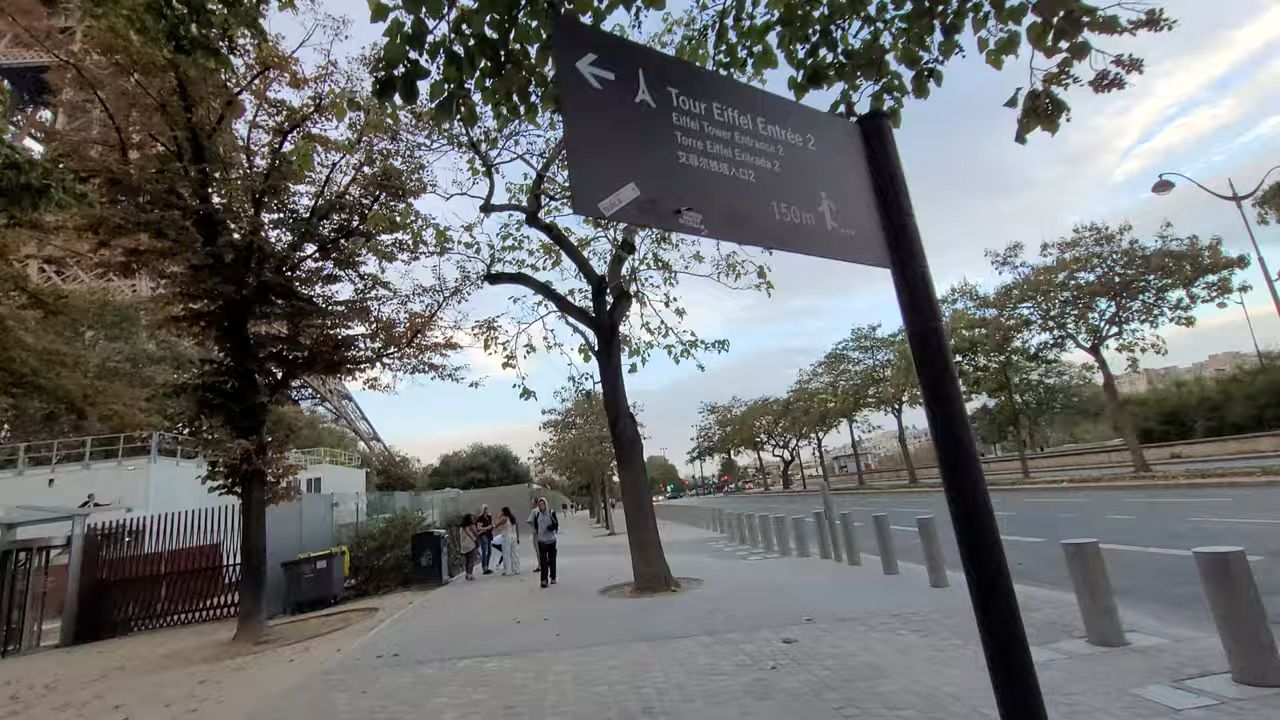 Tour Eiffel Entrée 2
Eiffel Tower Entrance 2
Torre Eiffel Entrada 2
艾菲尔铁塔入口2
150m